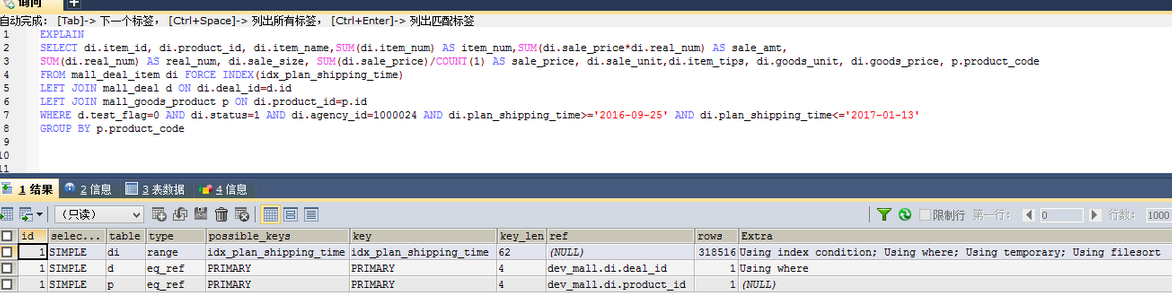 询问
自动完成: [Tab]-> 下一个标签, [Ctrl+Space]-> 列出所有标签, [Ctrl+Enter]-> 列出匹配标签
1 EXPLAIN
2 SELECT di.item_id, di.product_id, di.item_name,SUM(di.item_num) AS item_num,SUM(di.sale_price*di.real_num) AS sale_amt,
3 SUM(di.real_num) AS real_num, di.sale_size, SUM(di.sale_price)/COUNT(1) AS sale_price, di.sale_unit,di.item_tips, di.goods_unit, di.goods_price, p.product_code
4 FROM mall_deal_item di FORCE INDEX(idx_plan_shipping_time)
5 LEFT JOIN mall_deal d ON di.deal_id=d.id
6 LEFT JOIN mall_goods_product p ON di.product_id=p.id
7 WHERE d.test_flag=0 AND di.status=1 AND di.agency_id=1000024 AND di.plan_shipping_time>='2016-09-25' AND di.plan_shipping_time<='2017-01-13'
8 GROUP BY p.product_code
9
10
11
1 结果 2 信息 3 表数据 4 信息
(只读) 限制行 第一行: 0 行数: 1000
id selec... table type possible_keys key key_len ref rows Extra
1 SIMPLE di range idx_plan_shipping_time idx_plan_shipping_time 62 (NULL) 318516 Using index condition; Using where; Using temporary; Using filesort
1 SIMPLE d eq_ref PRIMARY PRIMARY 4 dev_mall.di.deal_id 1 Using where
1 SIMPLE p eq_ref PRIMARY PRIMARY 4 dev_mall.di.product_id 1 (NULL)